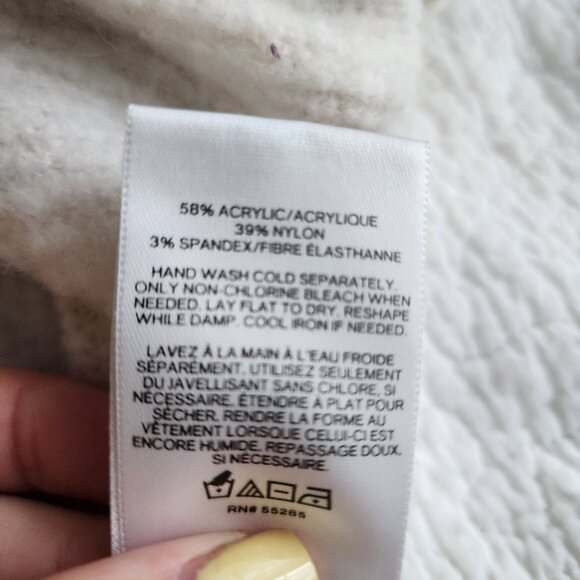 58% ACRYLIC/ACRYLIQUE
39% NYLON
3% SPANDEX/FIBRE ÉLASTHANNE
HAND WASH COLD SEPARATELY.
ONLY NON-CHLORINE BLEACH WHEN
NEEDED. LAY FLAT TO DRY. RESHAPE
WHILE DAMP. COOL IRON IF NEEDED.
LAVEZ À LA MAIN À L'EAU FROIDE
SÉPARÉMENT. UTILISEZ SEULEMENT
DU JAVELLISANT SANS CHLORE, SI
NÉCESSAIRE. ÉTENDRE À PLAT POUR
SÉCHER. RENDRE LA FORME AU
VÊTEMENT LORSQUE CELUI-CI EST
ENCORE HUMIDE. REPASSAGE DOUX,
SI NÉCESSAIRE.
RN# 55285